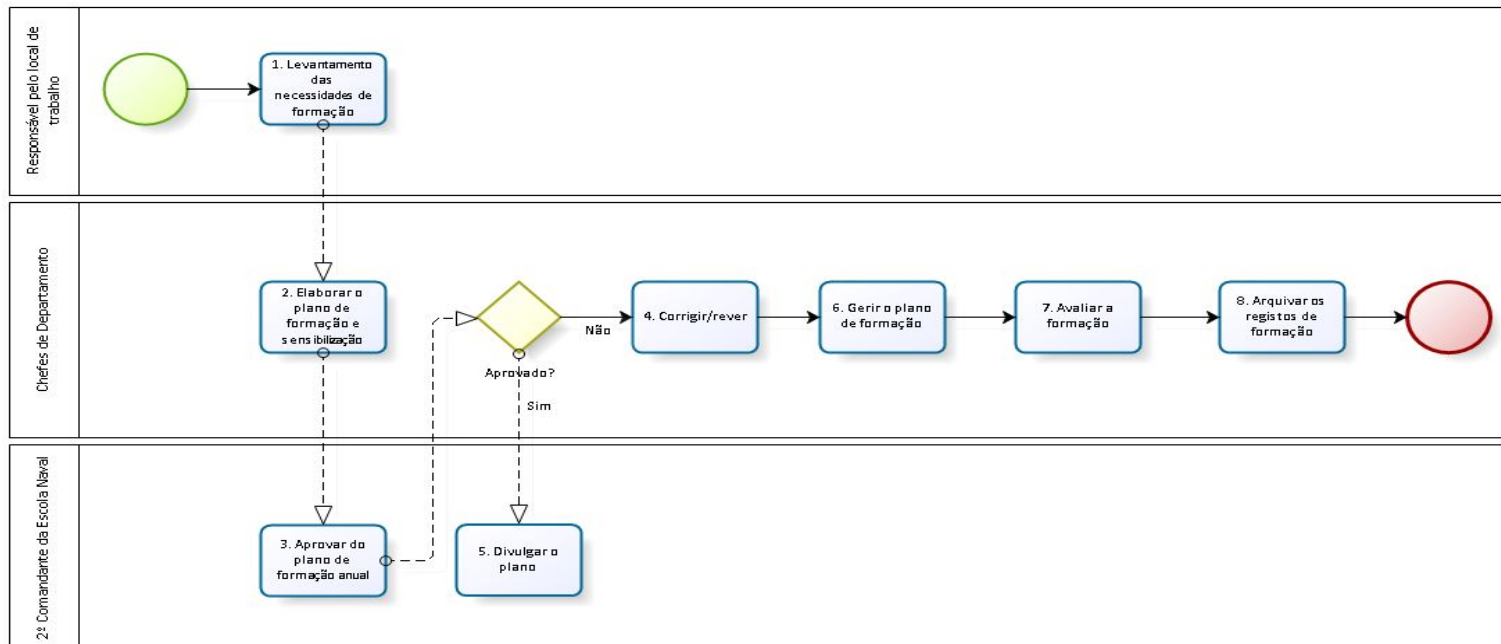 Responsável pelo local de
trabalho
1. Levantamento
das
necessidades de
formação
Chefes de Departamento
2. Elaborar o
plano de
formação e
sensibilização
Aprovado?
Não
Sim
4. Corrigir/rever
6. Gerir o plano
de formação
7. Avaliar a
formação
8. Arquivar os
registos de
formação
2º Comandante da Escola Naval
3. Aprovar do
plano de
formação anual
5. Divulgar o
plano